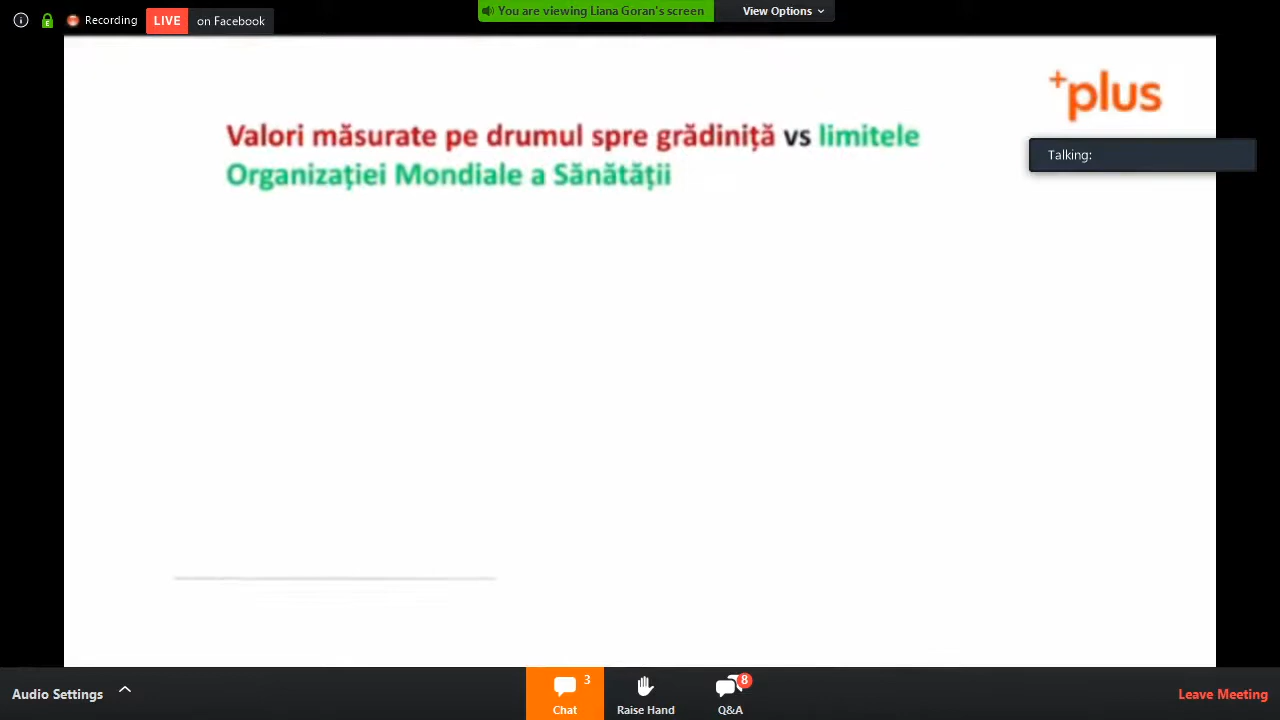 Recording
LIVE on Facebook
You are viewing Liana Goran's screen
View Options
+plus
Valori măsurate pe drumul spre grădiniță vs limitele
Organizației Mondiale a Sănătății
Talking:
Audio Settings
3
Chat
Raise Hand
8
Q&A
Leave Meeting